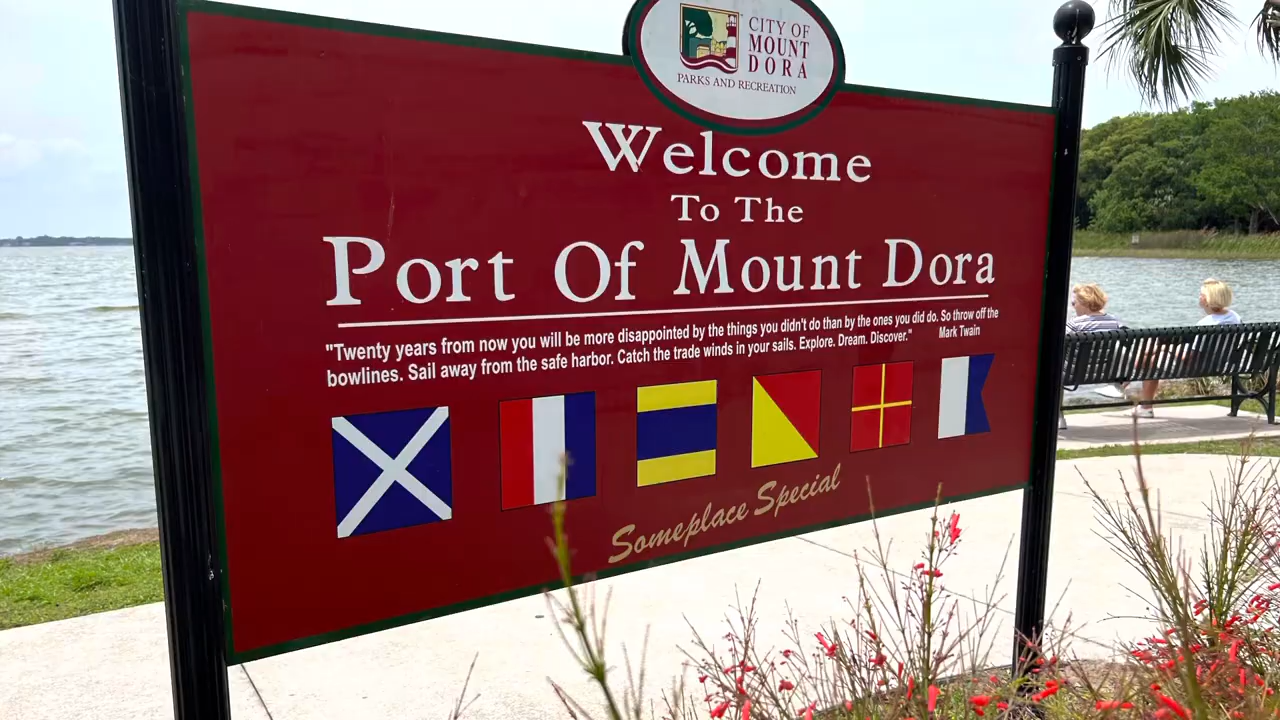 CITY OF
MOUNT
DORA
PARKS AND RECREATION
Welcome
To The
Port Of Mount Dora
"Twenty years from now you will be more disappointed by the things you didn't do than by the ones you did do. So throw off the
bowlines. Sail away from the safe harbor. Catch the trade winds in your sails. Explore. Dream. Discover." Mark Twain
Someplace Special